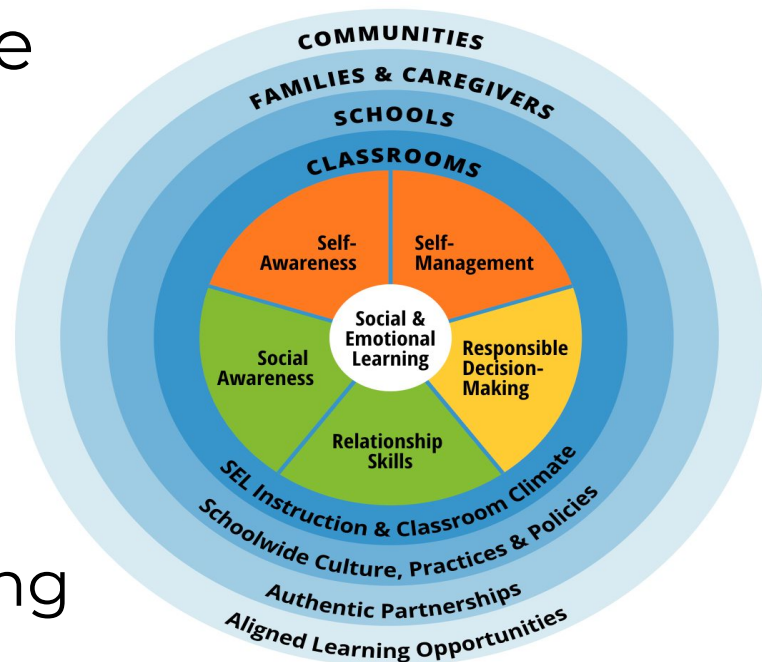 e
COMMUNITIES
FAMILIES & CAREGIVERS
SCHOOLS
CLASSROOMS
Self-
Awareness
Self-
Management
Social &
Emotional
Learning
Social
Awareness
Responsible
Decision-
Making
Relationship
Skills
SEL Instruction & Classroom Climate
Schoolwide Culture, Practices & Policies
Authentic Partnerships
Aligned Learning Opportunities
ng